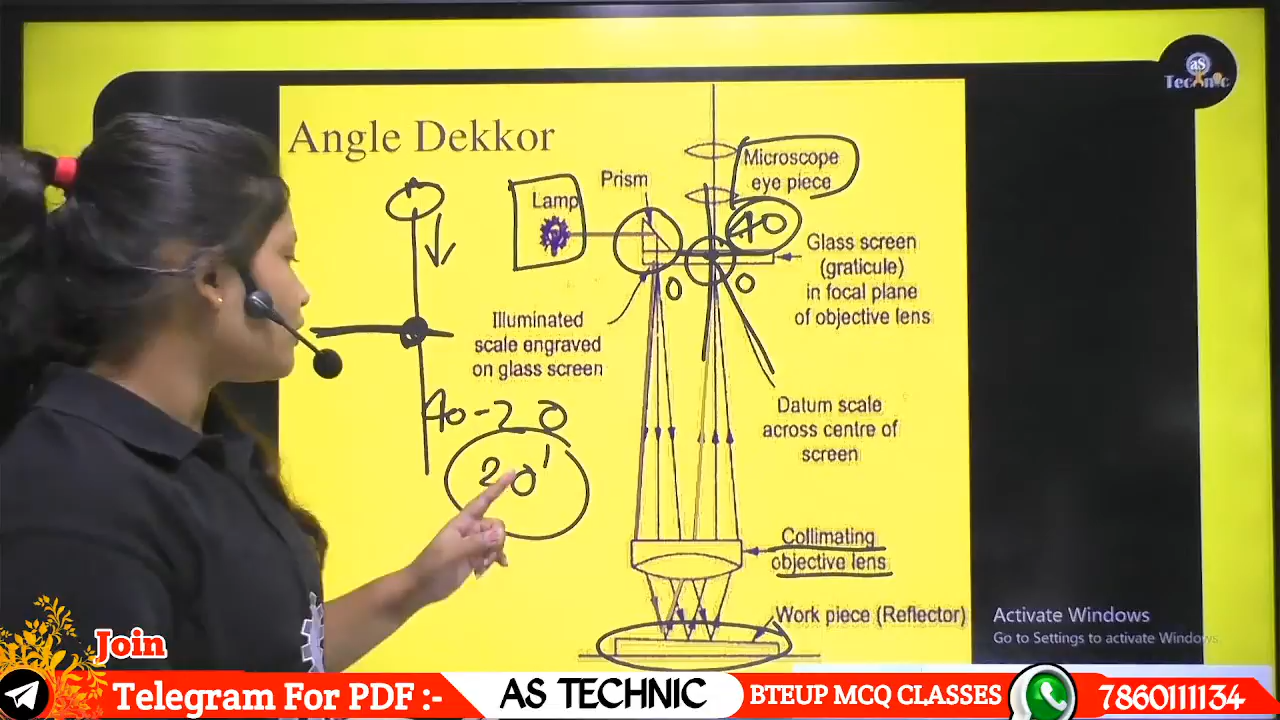 as
Technic
Angle Dekkor
Microscope
eye piece
Prism
Lamp
40
Glass screen
(graticule)
in focal plane
of objective lens
0 0
Illuminated
scale engraved
on glass screen
40-20
20'
Datum scale
across centre of
screen
Collimating
objective lens
Work piece (Reflector)
Activate Windows
Go to Settings to activate Windows.
Join
Telegram For PDF :-
AS TECHNIC
BTEUP MCQ CLASSES
7860111134